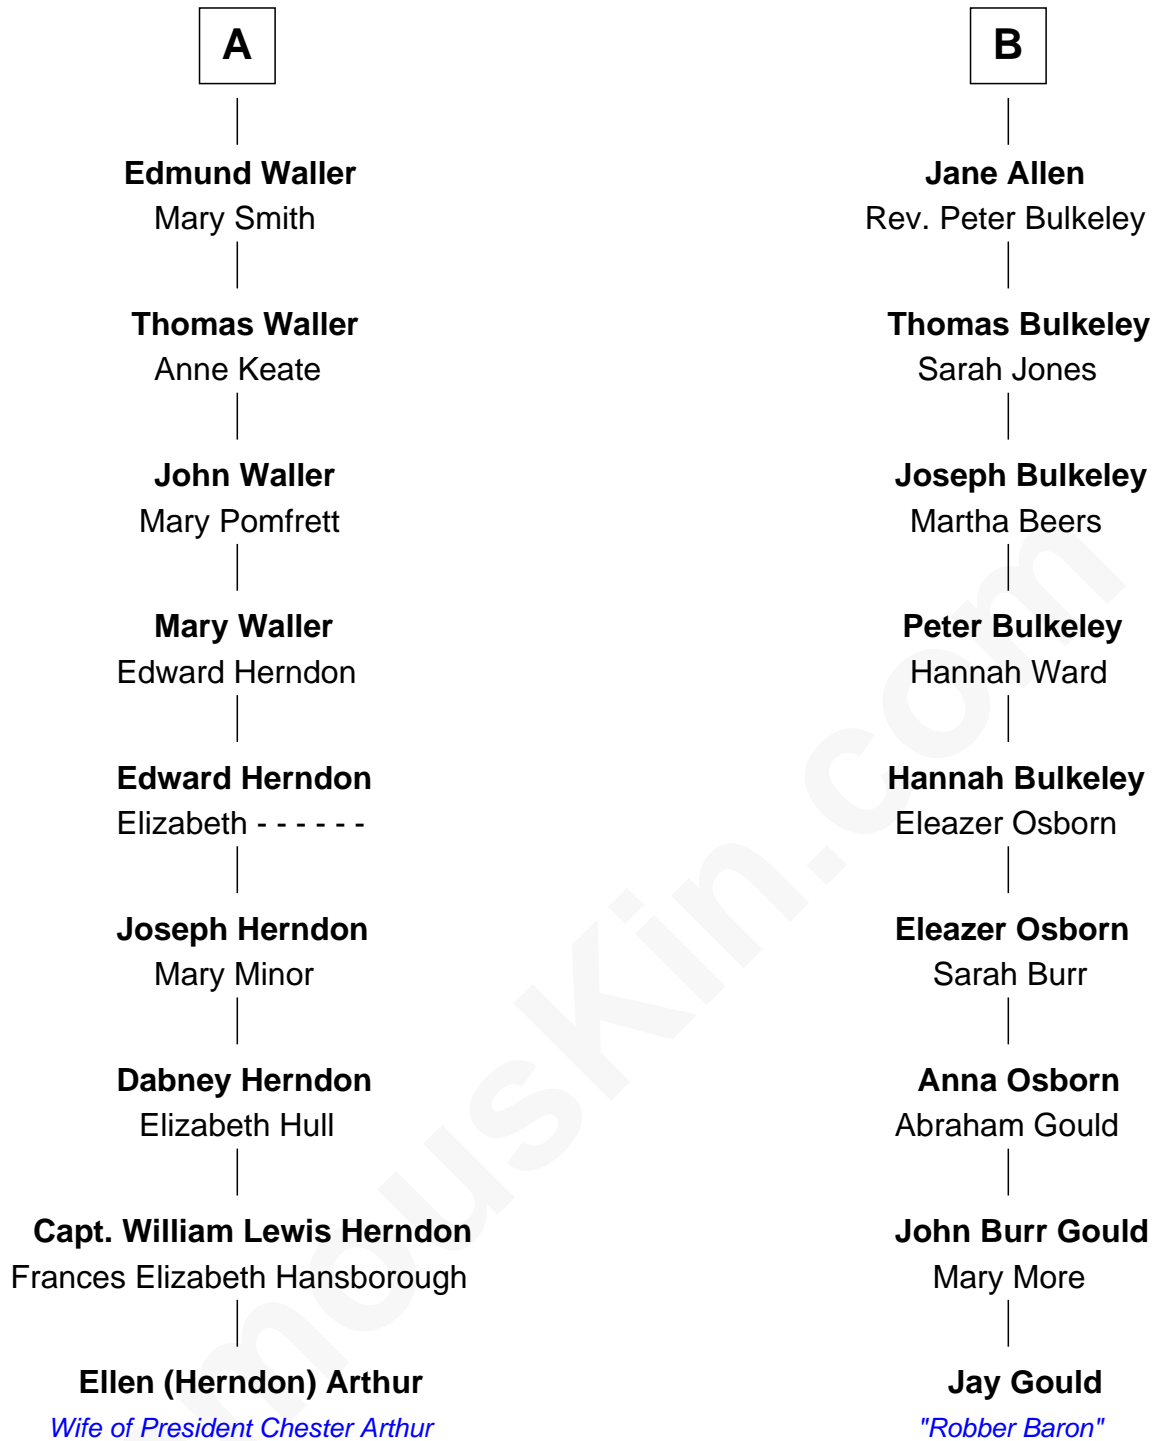 A
Edmund Waller
Mary Smith
Thomas Waller
Anne Keate
John Waller
Mary Pomfrett
Mary Waller
Edward Herndon
Edward Herndon
Elizabeth - - - - - -
Joseph Herndon
Mary Minor
Dabney Herndon
Elizabeth Hull
Capt. William Lewis Herndon
Frances Elizabeth Hansborough
Ellen (Herndon) Arthur
Wife of President Chester Arthur
B
Jane Allen
Rev. Peter Bulkeley
Thomas Bulkeley
Sarah Jones
Joseph Bulkeley
Martha Beers
Peter Bulkeley
Hannah Ward
Hannah Bulkeley
Eleazer Osborn
Eleazer Osborn
Sarah Burr
Anna Osborn
Abraham Gould
John Burr Gould
Mary More
Jay Gould
"Robber Baron"
mousKin.com